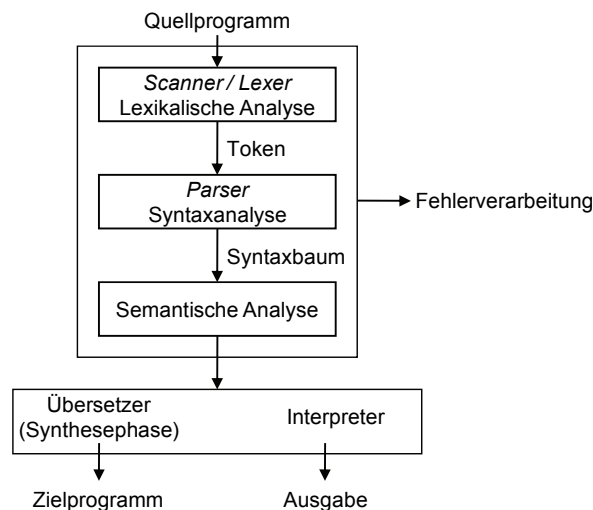 Quellprogramm
Scanner / Lexer
Lexikalische Analyse
Token
Parser
Syntaxanalyse
Fehlerverarbeitung
Syntaxbaum
Semantische Analyse
Übersetzer
(Synthesephase)
Interpreter
Zielprogramm
Ausgabe